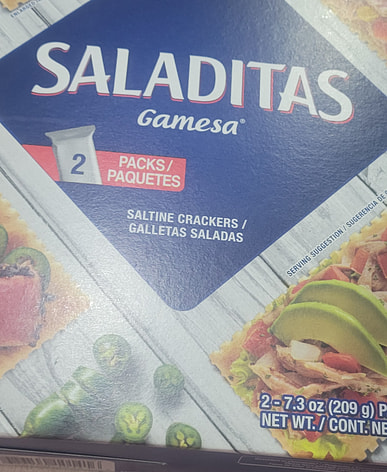 SALADITAS
Gamesa®
2
PACKS/
PAQUETES
SALTINE CRACKERS /
GALLETAS SALADAS
SERVING SUGGESTION / SUGERENCIA DE
2 - 7.3 oz (209 g) P
NET WT. / CONT. NE